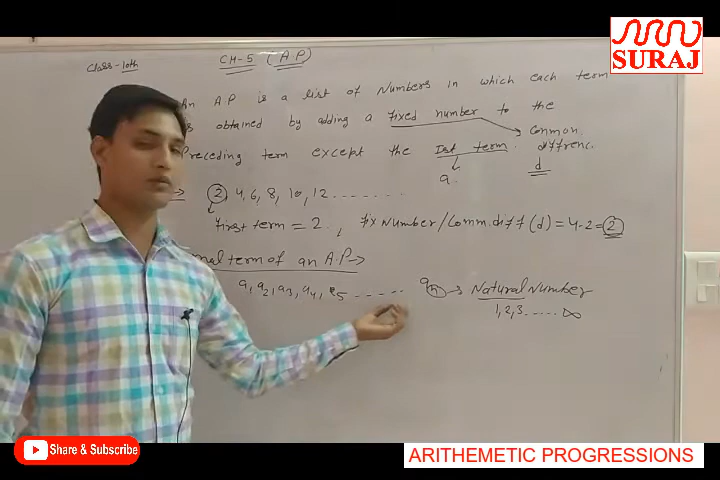 SURAJ
Class-10th
CH-5 (AP)
An AP is a list of Numbers in which each term
is obtained by adding a fixed number to the
Common
Preceding term except the Ist term.
differenc.
a
d
2, 4, 6, 8, 10, 12........
First term = 2, Fix Number/Comm.diff (d) = 4-2=2
term of an A.P→
a, a2, a3, a4, a5......
an → Natural Number
1,2,3.....∞
Share & Subscribe
ARITHEMETIC PROGRESSIONS